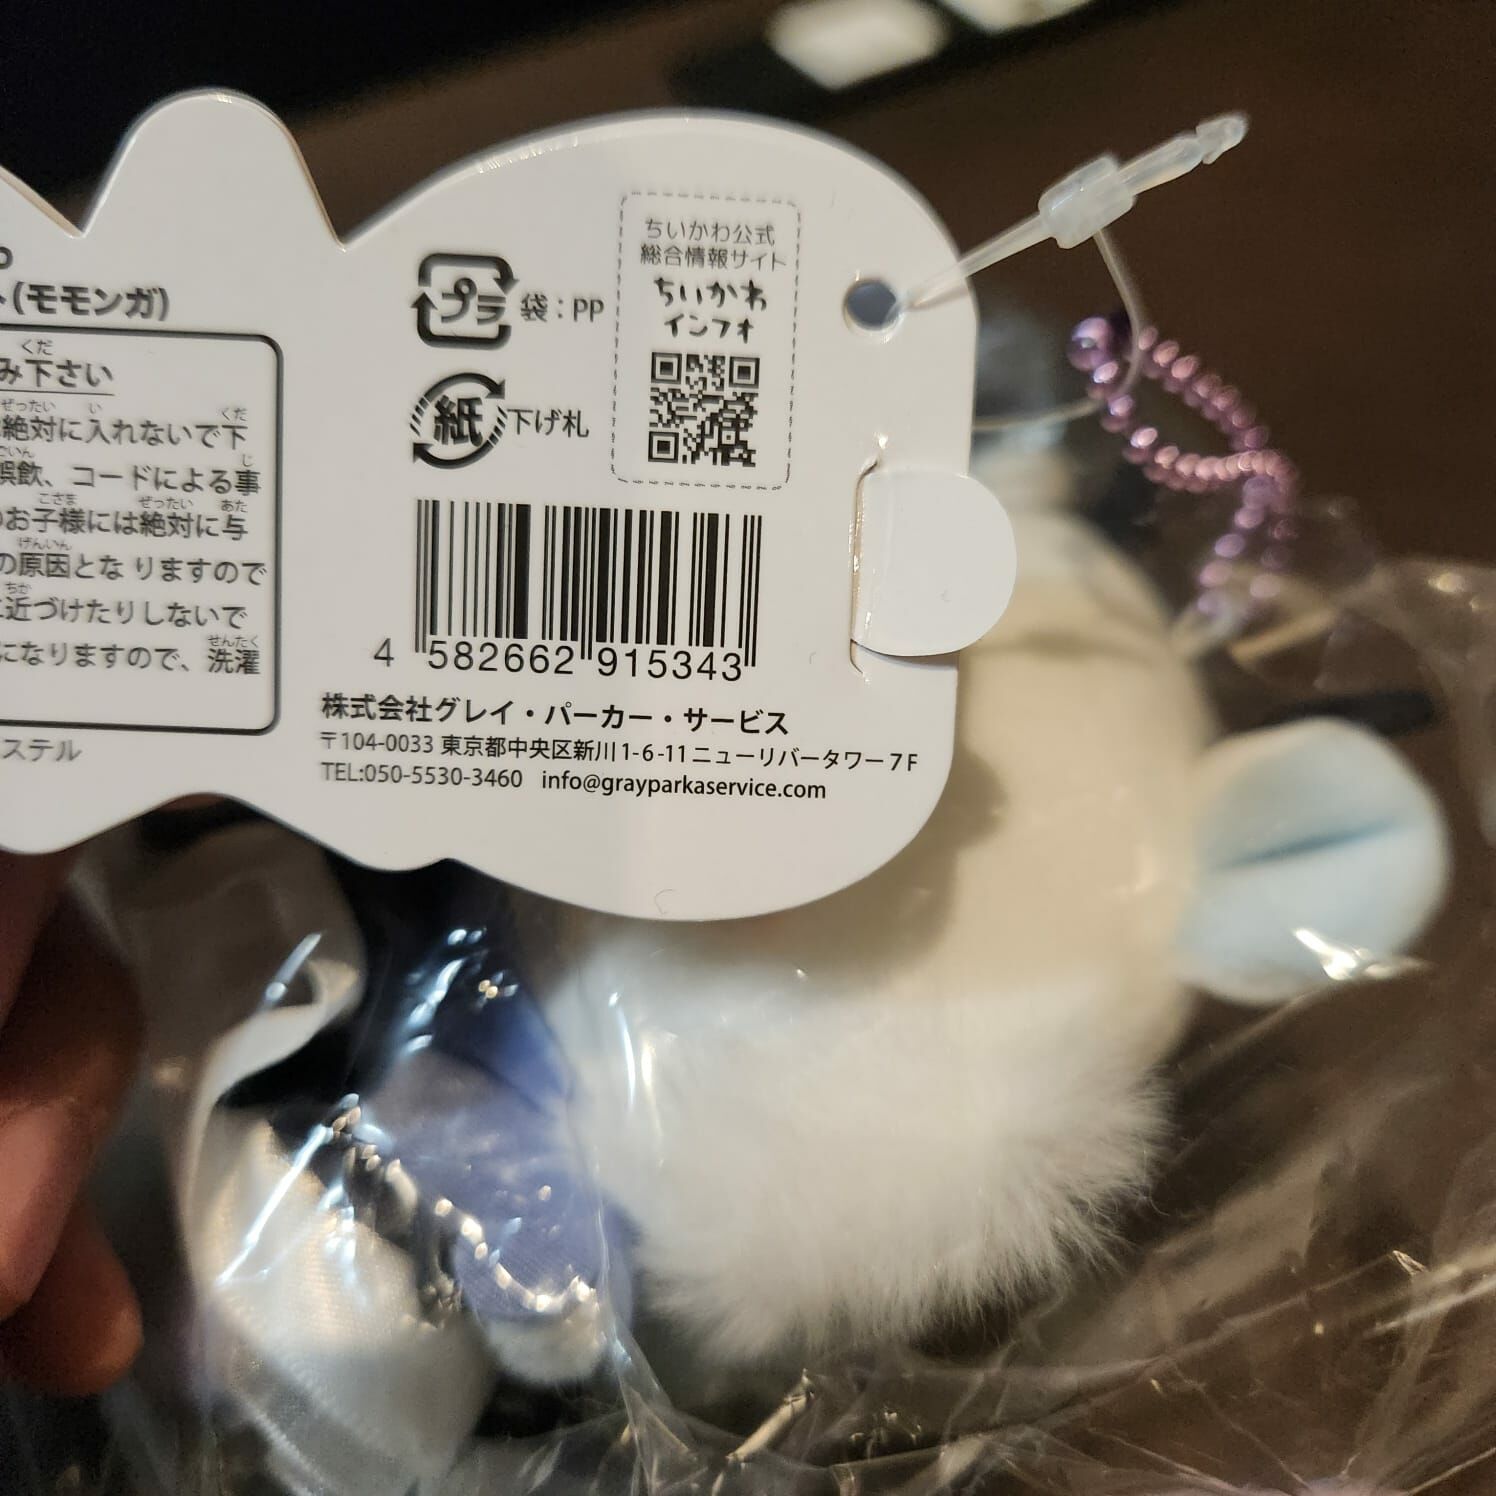 (モモンガ)
み下さい
絶対に入れないで下
誤飲、コードによる事
お子様には絶対に与
の原因とな りますので
に近づけたりしないで
になりますので、洗濯
ステル
プラ 袋:PP
紙 下げ札
ちいかわ公式
総合情報サイト
ちいかわ
インフォ
4 582662 915343
株式会社グレイ・パーカー・サービス
〒104-0033 東京都中央区新川1-6-11ニューリバータワー7F
TEL:050-5530-3460 info@grayparkaservice.com